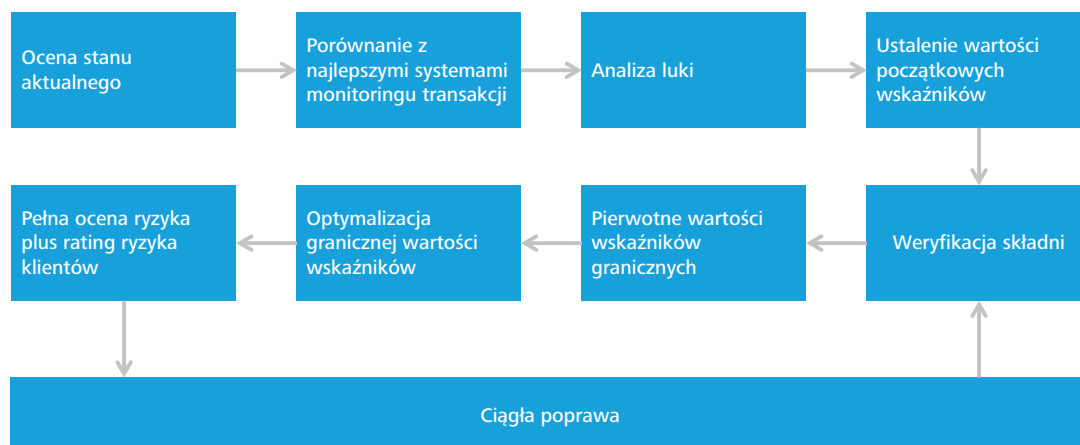 Ocena stanu
aktualnego
Porównanie z
najlepszymi systemami
monitoringu transakcji
Analiza luki
Ustalenie wartości
początkowych
wskaźników
Pełna ocena ryzyka
plus rating ryzyka
klientów
Optymalizacja
granicznej wartości
wskaźników
Pierwotne wartości
wskaźników
granicznych
Weryfikacja składni
Ciągła poprawa